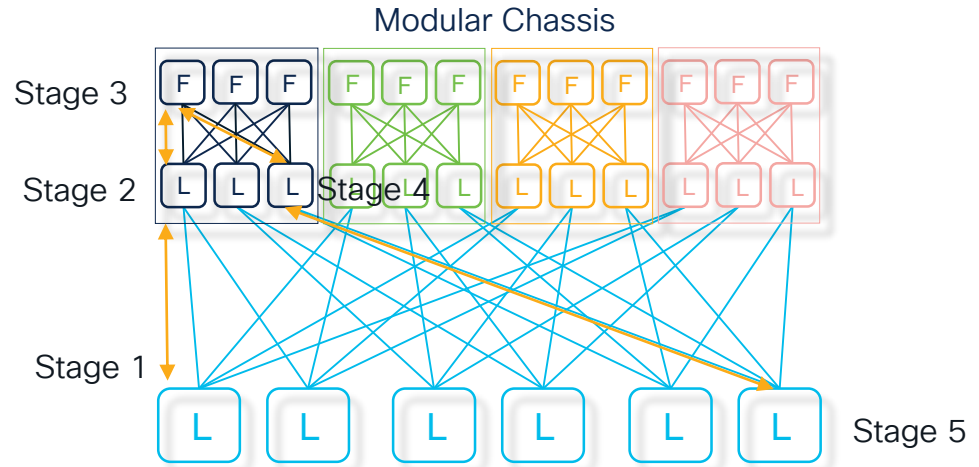 Modular Chassis
F F F F F F F F F F F F
Stage 3
Stage 2
L L L L L L L L L L L L
Stage 4
Stage 1
L L L L L L
Stage 5